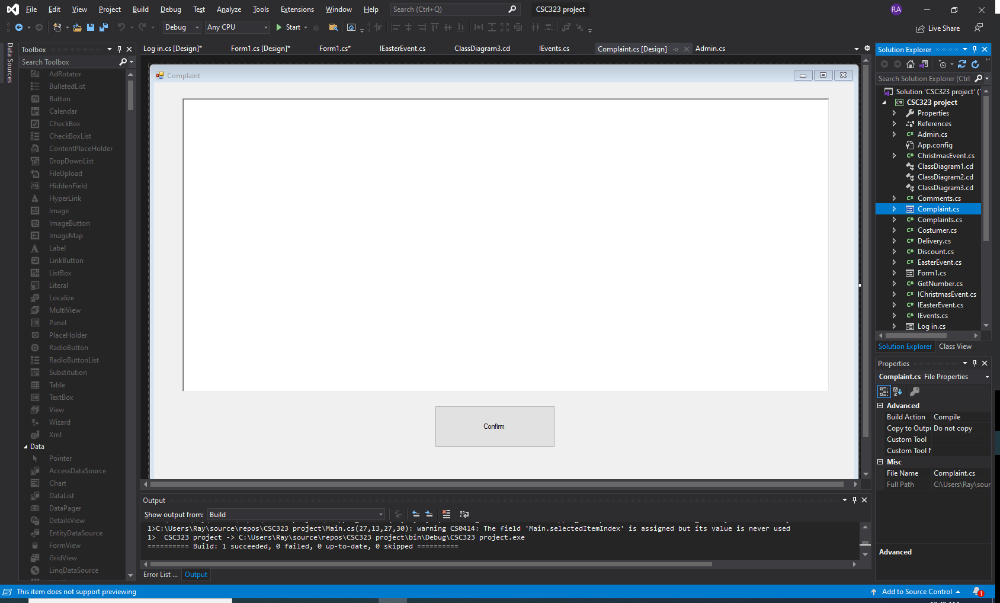 File Edit View Project Build Debug Test Analyze Tools Extensions Window Help Search (Ctrl+Q) CSC323 project RA
Debug Any CPU Start Live Share
Data Sources
Toolbox
Search Toolbox
AdRotator
BulletedList
Button
Calendar
CheckBox
CheckBoxList
ContentPlaceHolder
DropDownList
FileUpload
HiddenField
HyperLink
Image
ImageButton
ImageMap
Label
LinkButton
ListBox
Literal
Localize
MultiView
Panel
PlaceHolder
RadioButton
RadioButtonList
Substitution
Table
TextBox
View
Wizard
Xml
Data
Pointer
AccessDataSource
Chart
DataList
DataPager
DetailsView
EntityDataSource
FormView
GridView
LinqDataSource
Log in.cs [Design]* Form1.cs [Design]* Form1.cs* IEasterEvent.cs ClassDiagram3.cd IEvents.cs Complaint.cs [Design] Admin.cs
Complaint
Confirm
Output
Show output from: Build
1>C:\Users\Ray\source\repos\CSC323 project\Main.cs(27,13,27,30): warning CS0414: The field 'Main.selectedItemIndex' is assigned but its value is never used
1> CSC323 project -> C:\Users\Ray\source\repos\CSC323 project\bin\Debug\CSC323 project.exe
========== Build: 1 succeeded, 0 failed, 0 up-to-date, 0 skipped ==========
Error List ... Output
Solution Explorer
Search Solution Explorer (Ctrl
Solution 'CSC323 project' (
CSC323 project
Properties
References
Admin.cs
App.config
ChristmasEvent.cs
ClassDiagram1.cd
ClassDiagram2.cd
ClassDiagram3.cd
Comments.cs
Complaint.cs
Complaints.cs
Costumer.cs
Delivery.cs
Discount.cs
EasterEvent.cs
Form1.cs
GetNumber.cs
IChristmasEvent.cs
IEasterEvent.cs
IEvents.cs
Log in.cs
Solution Explorer Class View
Properties
Complaint.cs File Properties
Advanced
Build Action Compile
Copy to Outpu Do not copy
Custom Tool
Custom Tool N
Misc
File Name Complaint.cs
Full Path C:\Users\Ray\sour
Advanced
This item does not support previewing Add to Source Control 1